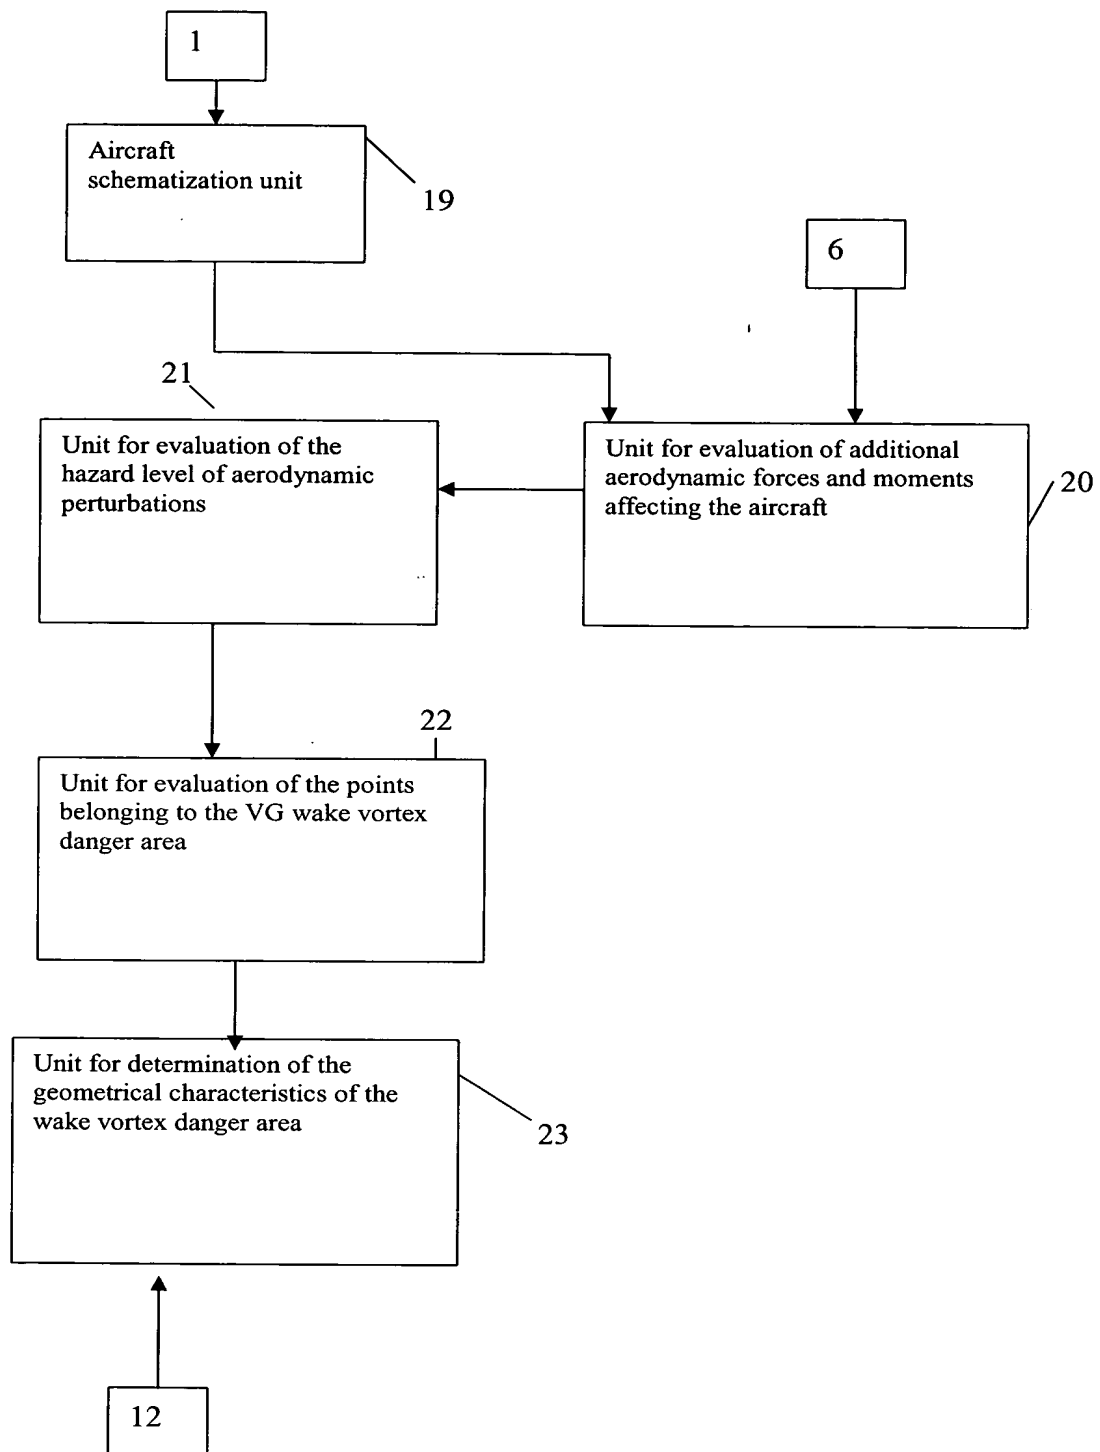 1
Aircraft
schematization unit
19
6
21
Unit for evaluation of the
hazard level of aerodynamic
perturbations
Unit for evaluation of additional
aerodynamic forces and moments
affecting the aircraft
20
22
Unit for evaluation of the points
belonging to the VG wake vortex
danger area
Unit for determination of the
geometrical characteristics of the
wake vortex danger area
23
12